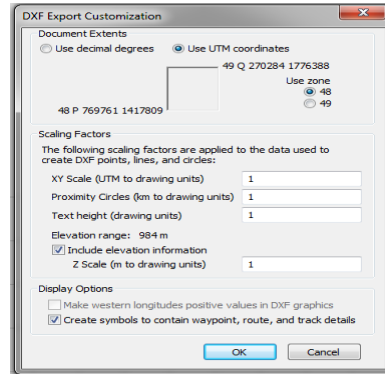 DXF Export Customization
Document Extents
Use decimal degrees Use UTM coordinates
49 Q 270284 1776388
Use zone
48
49
48 P 769761 1417809
Scaling Factors
The following scaling factors are applied to the data used to
create DXF points, lines, and circles:
XY Scale (UTM to drawing units) 1
Proximity Circles (km to drawing units) 1
Text height (drawing units) 1
Elevation range: 984 m
Include elevation information
Z Scale (m to drawing units) 1
Display Options
Make western longitudes positive values in DXF graphics
Create symbols to contain waypoint, route, and track details
OK Cancel